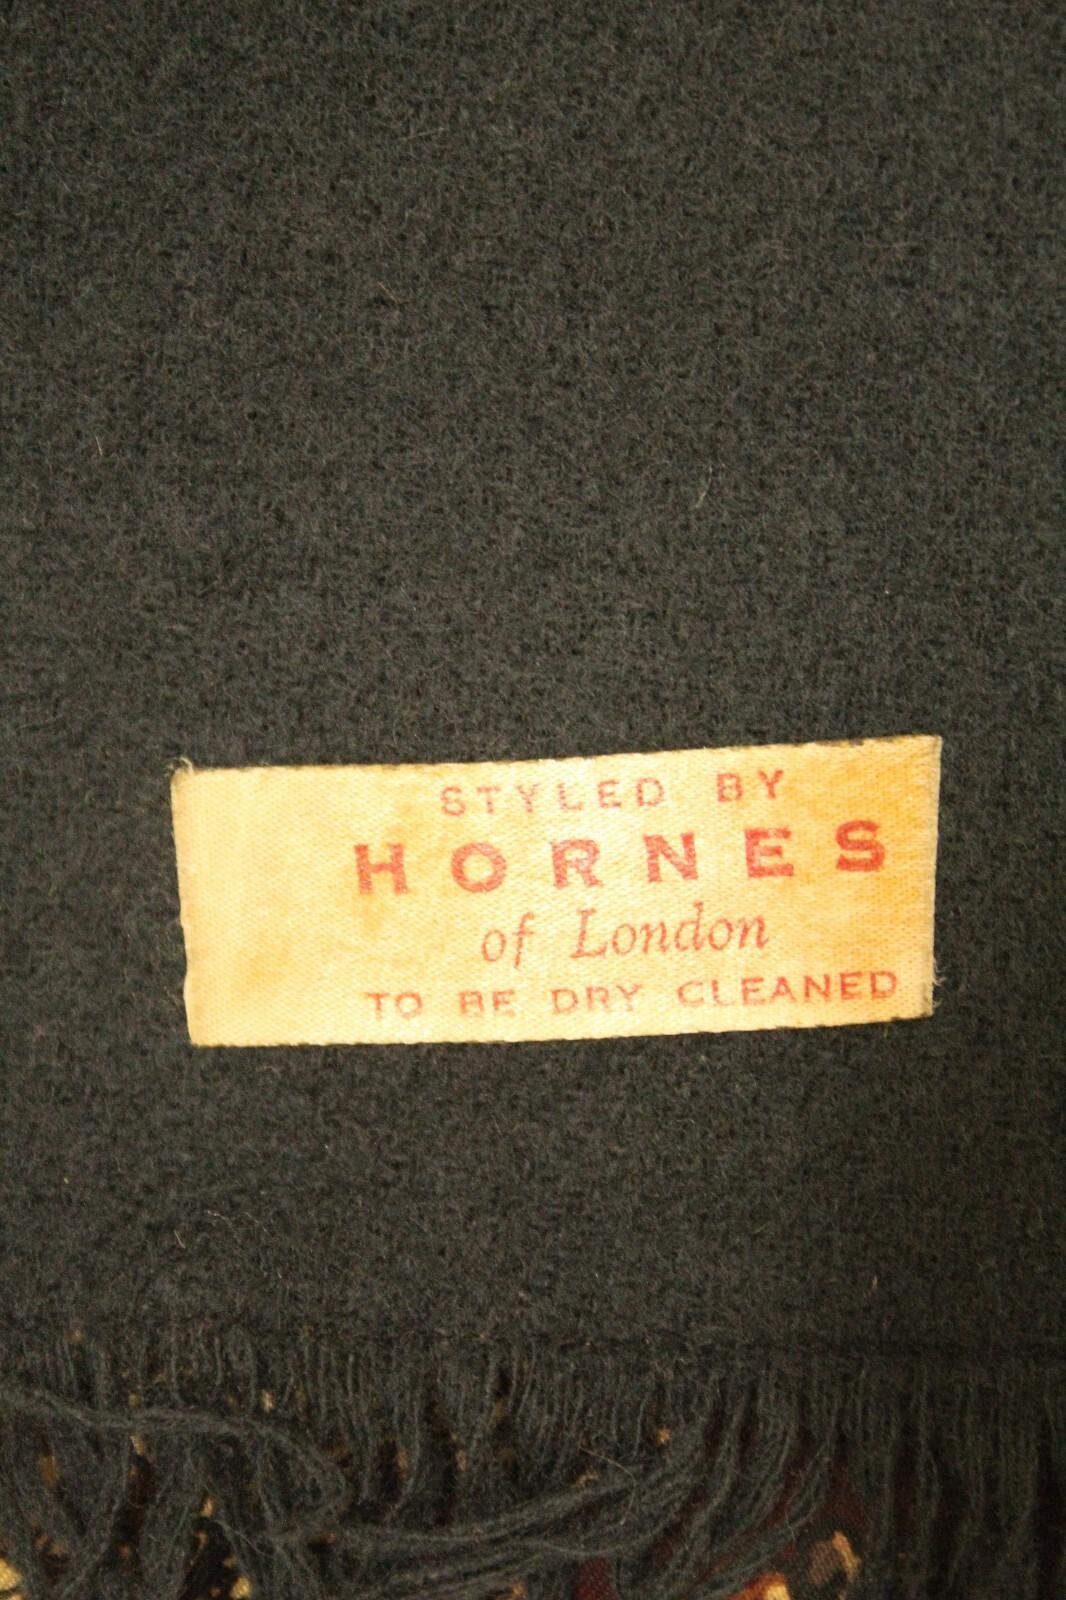 STYLED BY
HORNES
of London
TO BE DRY CLEANED